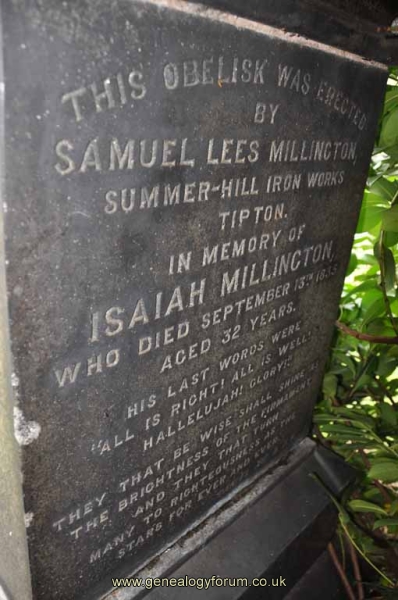 THIS OBELISK WAS ERECTED
BY
SAMUEL LEES MILLINGTON,
SUMMER-HILL IRON WORKS
TIPTON.
IN MEMORY OF
ISAIAH MILLINGTON,
WHO DIED SEPTEMBER 13TH
AGED 32 YEARS.
HIS LAST WORDS WERE
"ALL IS RIGHT! ALL IS WELL!
HALLELUJAH! GLORY!"
THEY THAT BE WISE SHALL SHINE AS
THE BRIGHTNESS OF THE FIRMAMENT
AND THEY THAT TURN
MANY TO RIGHTEOUSNESS AS THE
STARS FOR EVER AND EVER
www.genealogyforum.co.uk